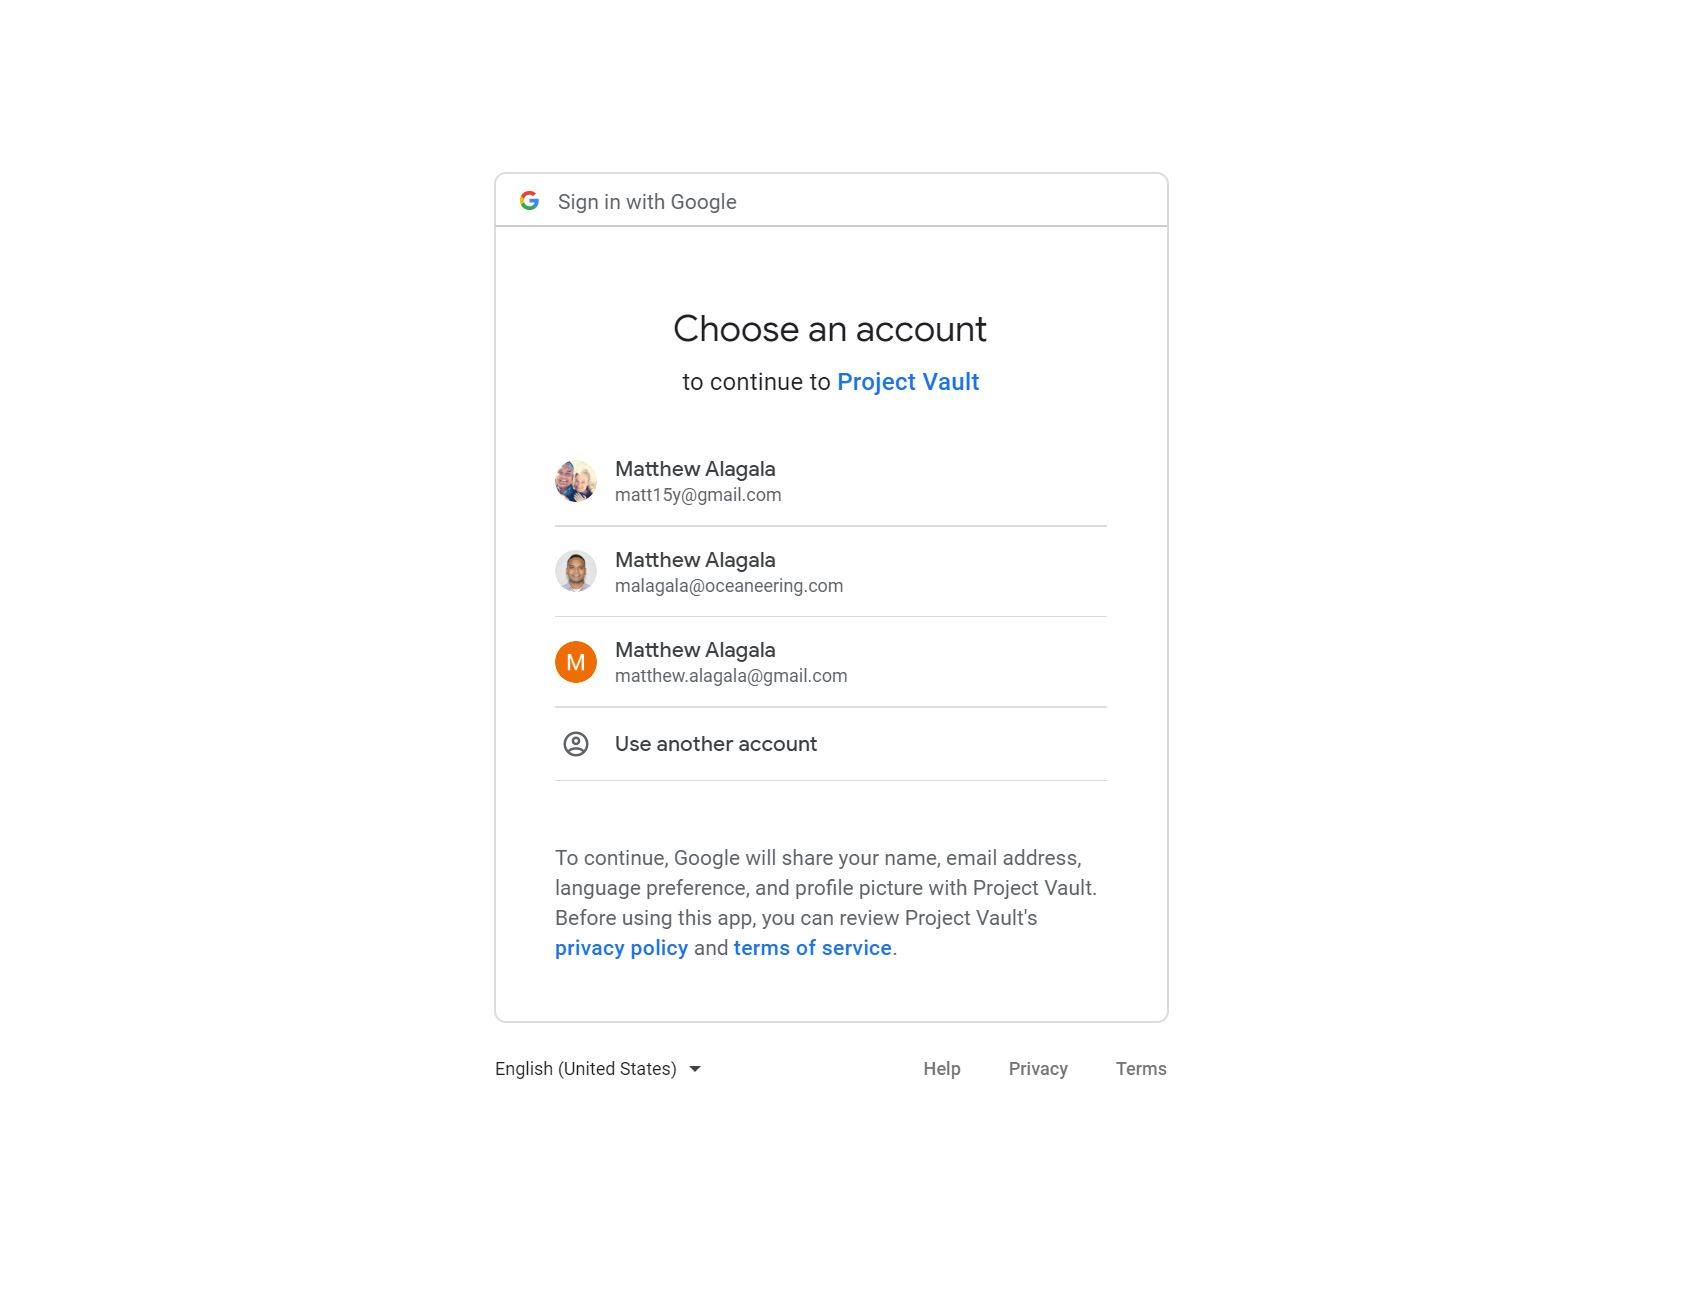 Sign in with Google
Choose an account
to continue to Project Vault
Matthew Alagala
matt15y@gmail.com
Matthew Alagala
malagala@oceaneering.com
M
Matthew Alagala
matthew.alagala@gmail.com
Use another account
To continue, Google will share your name, email address,
language preference, and profile picture with Project Vault.
Before using this app, you can review Project Vault's
privacy policy and terms of service.
English (United States)
Help Privacy Terms